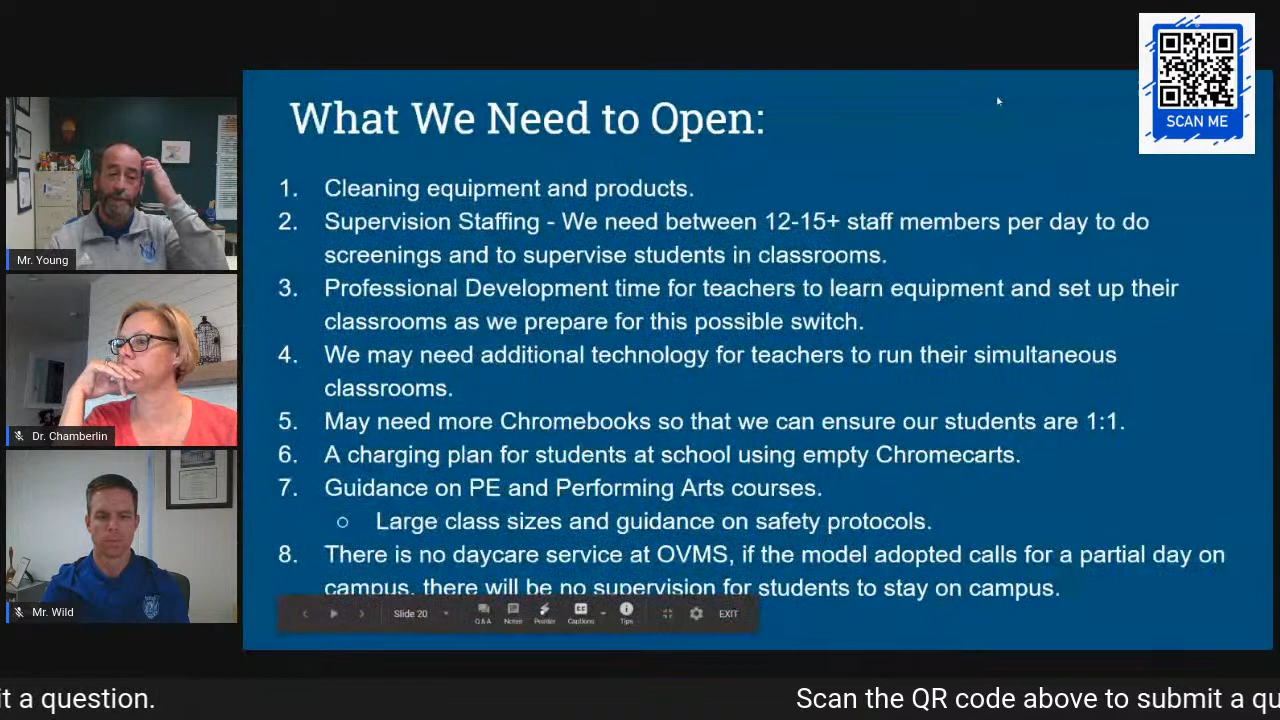 SCAN ME
What We Need to Open:
1. Cleaning equipment and products.
2. Supervision Staffing - We need between 12-15+ staff members per day to do
screenings and to supervise students in classrooms.
3. Professional Development time for teachers to learn equipment and set up their
classrooms as we prepare for this possible switch.
4. We may need additional technology for teachers to run their simultaneous
classrooms.
5. May need more Chromebooks so that we can ensure our students are 1:1.
6. A charging plan for students at school using empty Chromecarts.
7. Guidance on PE and Performing Arts courses.
○ Large class sizes and guidance on safety protocols.
8. There is no daycare service at OVMS, if the model adopted calls for a partial day on
campus, there will be no supervision for students to stay on campus.
Mr. Young
Dr. Chamberlin
Mr. Wild
Slide 20
Q&A
Notes
Pointer
Captions
Tips
EXIT
it a question.
Scan the QR code above to submit a qu